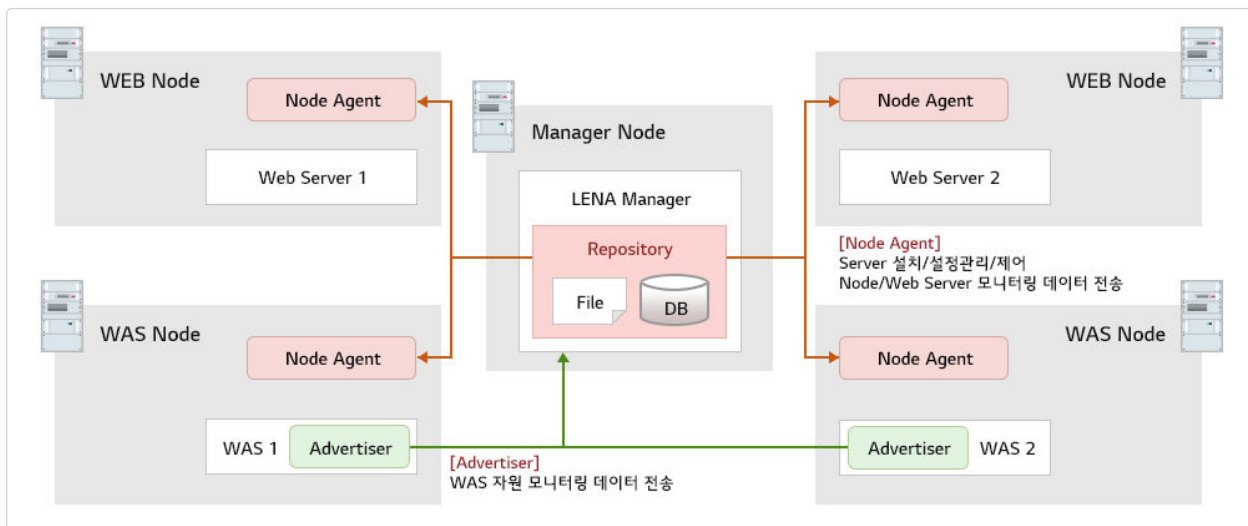 WEB Node
Node Agent
Web Server 1
Manager Node
LENA Manager
Repository
File
DB
WEB Node
Node Agent
Web Server 2
[Node Agent]
Server 설치/설정관리/제어
Node/Web Server 모니터링 데이터 전송
WAS Node
Node Agent
WAS 1
Advertiser
[Advertiser]
WAS 자원 모니터링 데이터 전송
WAS Node
Node Agent
Advertiser
WAS 2